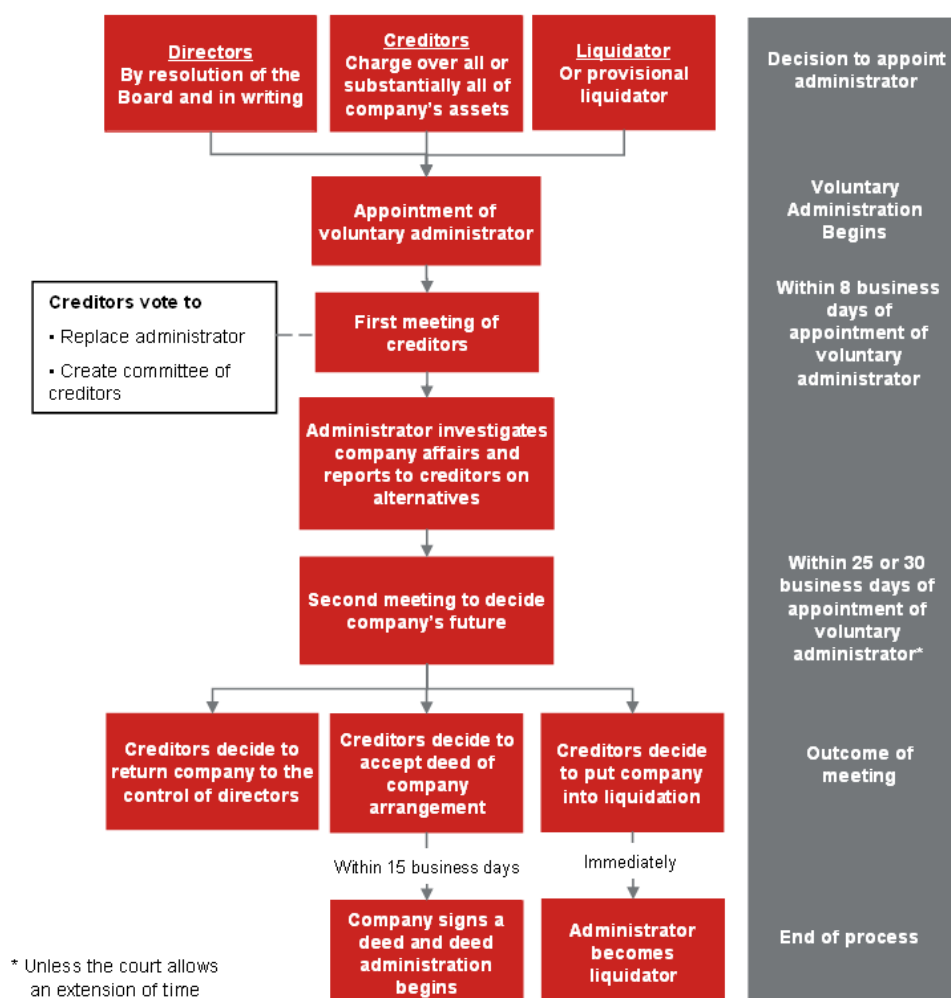 Directors
By resolution of the
Board and in writing
Creditors
Charge over all or
substantially all of
company's assets
Liquidator
Or provisional
liquidator
Decision to appoint
administrator
Appointment of
voluntary administrator
Voluntary
Administration
Begins
Creditors vote to
▪ Replace administrator
▪ Create committee of
creditors
First meeting of
creditors
Within 8 business
days of
appointment of
voluntary
administrator
Administrator investigates
company affairs and
reports to creditors on
alternatives
Second meeting to decide
company's future
Within 25 or 30
business days of
appointment of
voluntary
administrator*
Creditors decide to
return company to the
control of directors
Creditors decide to
accept deed of
company
arrangement
Creditors decide
to put company
into liquidation
Outcome of
meeting
Within 15 business days
Immediately
Company signs a
deed and deed
administration
begins
Administrator
becomes
liquidator
End of process
* Unless the court allows
an extension of time